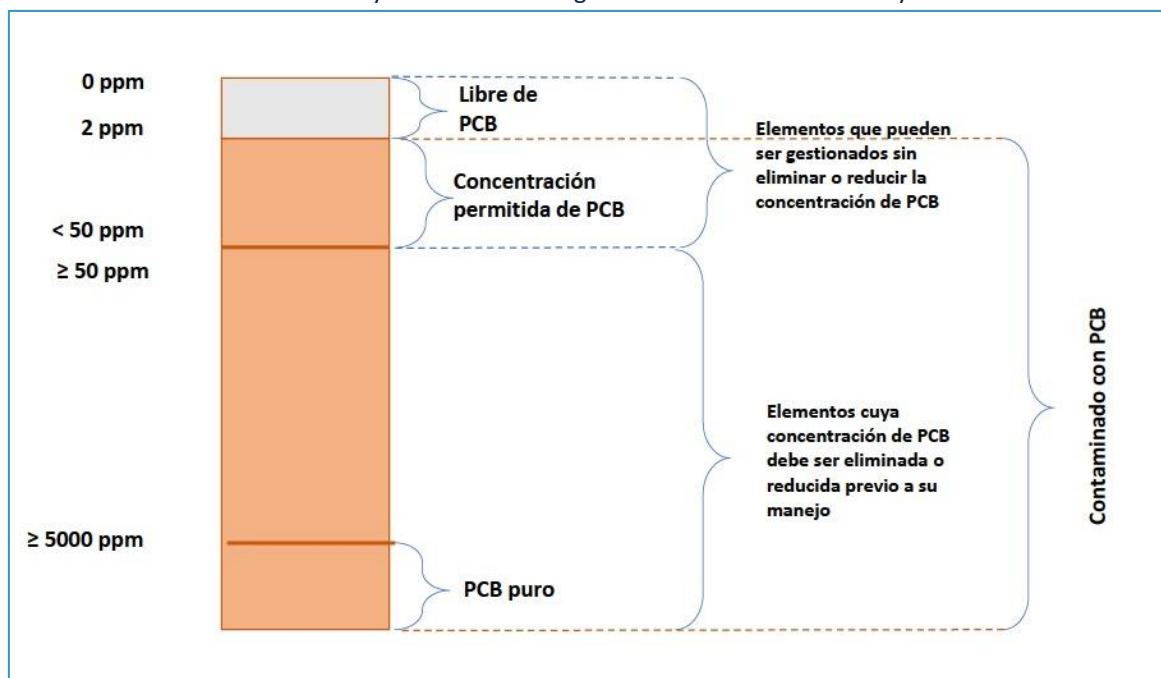 0 ppm
2 ppm
< 50 ppm
≥ 50 ppm
≥ 5000 ppm
Libre de
PCB
Concentración
permitida de PCB
PCB puro
Elementos que pueden
ser gestionados sin
eliminar o reducir la
concentración de PCB
Elementos cuya
concentración de PCB
debe ser eliminada o
reducida previo a su
manejo
Contaminado con PCB